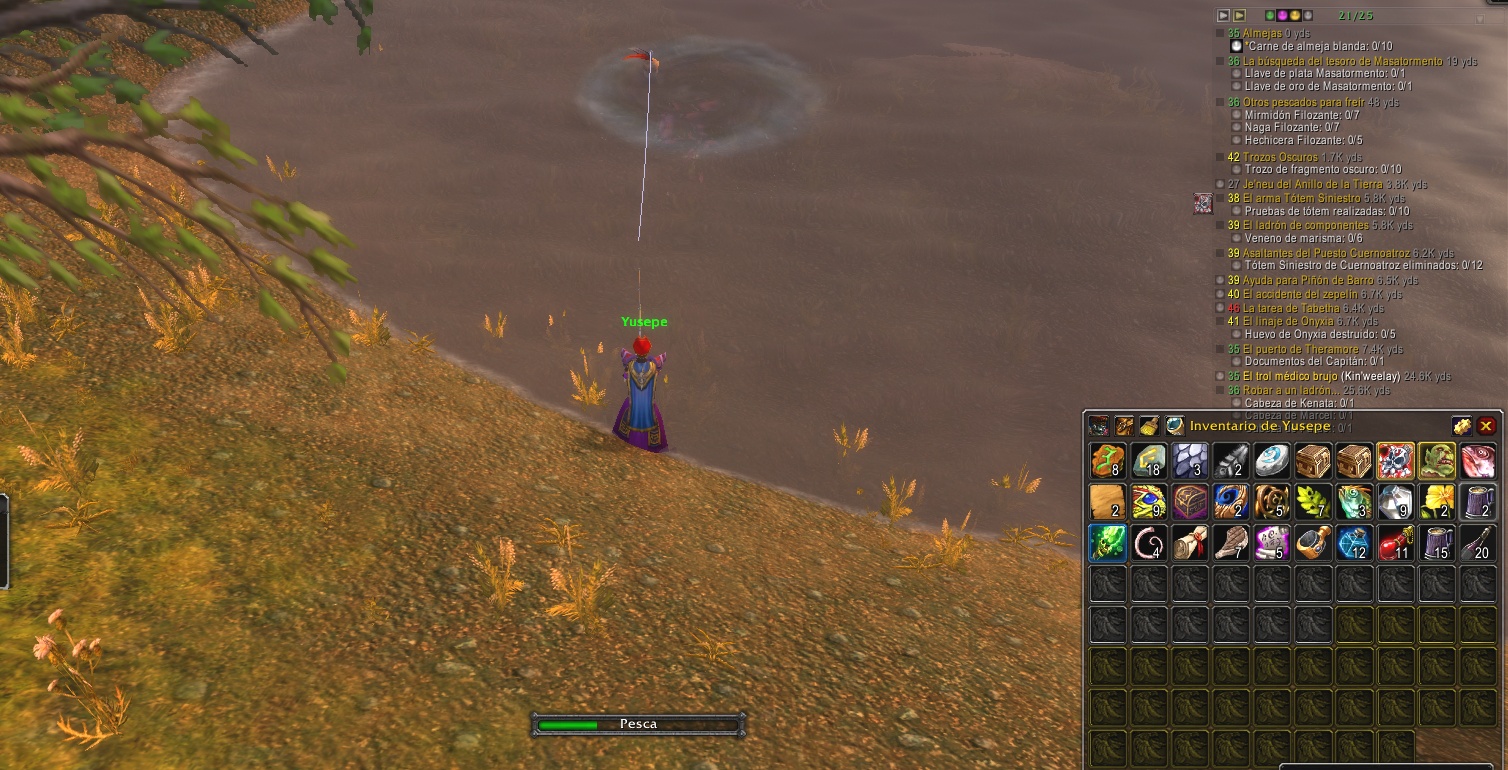 21/25
35 Almejas 0 yds
*Carne de almeja blanda: 0/10
36 La búsqueda del tesoro de Masatormento 19 yds
Llave de plata Masatormento: 0/1
Llave de oro de Masatormento: 0/1
36 Otros pescados para freír 48 yds
Mirmidón Filozante: 0/7
Naga Filozante: 0/7
Hechicera Filozante: 0/5
42 Trozos Oscuros 1.7K yds
Trozo de fragmento oscuro: 0/10
27 Je'neu del Anillo de la Tierra 3.8K yds
38 El arma Tótem Siniestro 5.8K yds
Pruebas de tótem realizadas: 0/10
39 El ladrón de componentes 5.8K yds
Veneno de marisma: 0/6
39 Asaltantes del Puesto Cuernoatroz 6.2K yds
Tótem Siniestro de Cuernoatroz eliminados: 0/12
39 Ayuda para Piñón de Barro 6.5K yds
40 El accidente del zepelín 6.7K yds
La tarea de Tabetha 6.4K yds
41 El linaje de Onyxia 6.7K yds
Huevo de Onyxia destruido: 0/5
35 El puerto de Theramore 7.4K yds
Documentos del Capitán: 0/1
35 El trol médico brujo (Kin'weelay) 24.6K yds
36 Robar a un ladrón... 25.6K yds
Cabeza de Kenata: 0/1
Cabeza de Marcel: 0/1
: 0/1
Yusepe
Inventario de Yusepe
8 18 3 2
2 9 2 5 7 3 9 2 2
4 7 5 12 11 15 20
Pesca